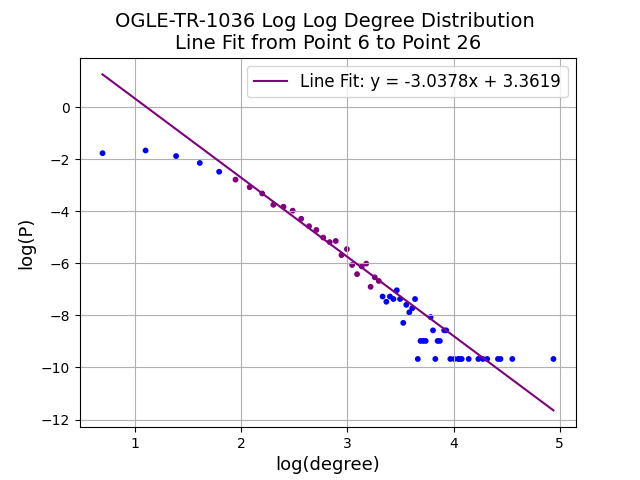 OGLE-TR-1036 Log Log Degree Distribution
Line Fit from Point 6 to Point 26
Line Fit: y = -3.0378x + 3.3619
log(P)
0
−2
−4
−6
−8
−10
−12
1 2 3 4 5
log(degree)